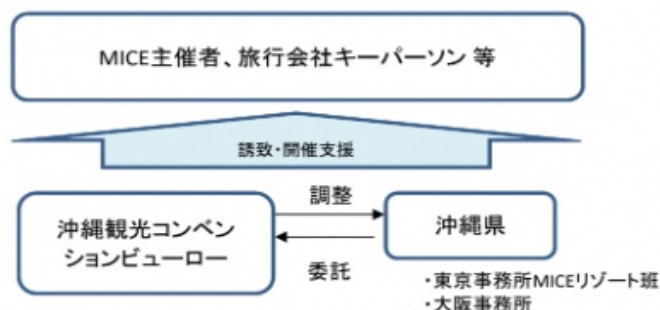 MICE主催者、旅行会社キーパーソン 等
誘致・開催支援
沖縄観光コンベン
ションビューロー
調整
委託
沖縄県
・東京事務所MICEリゾート班
・大阪事務所